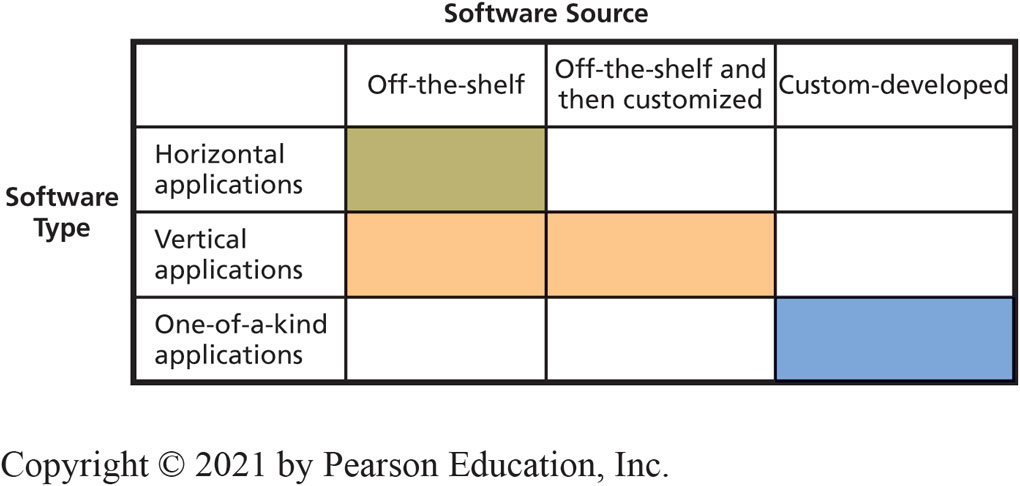 Software Source
Off-the-shelf
Off-the-shelf and
then customized
Custom-developed
Software
Type
Horizontal
applications
Vertical
applications
One-of-a-kind
applications
Copyright © 2021 by Pearson Education, Inc.